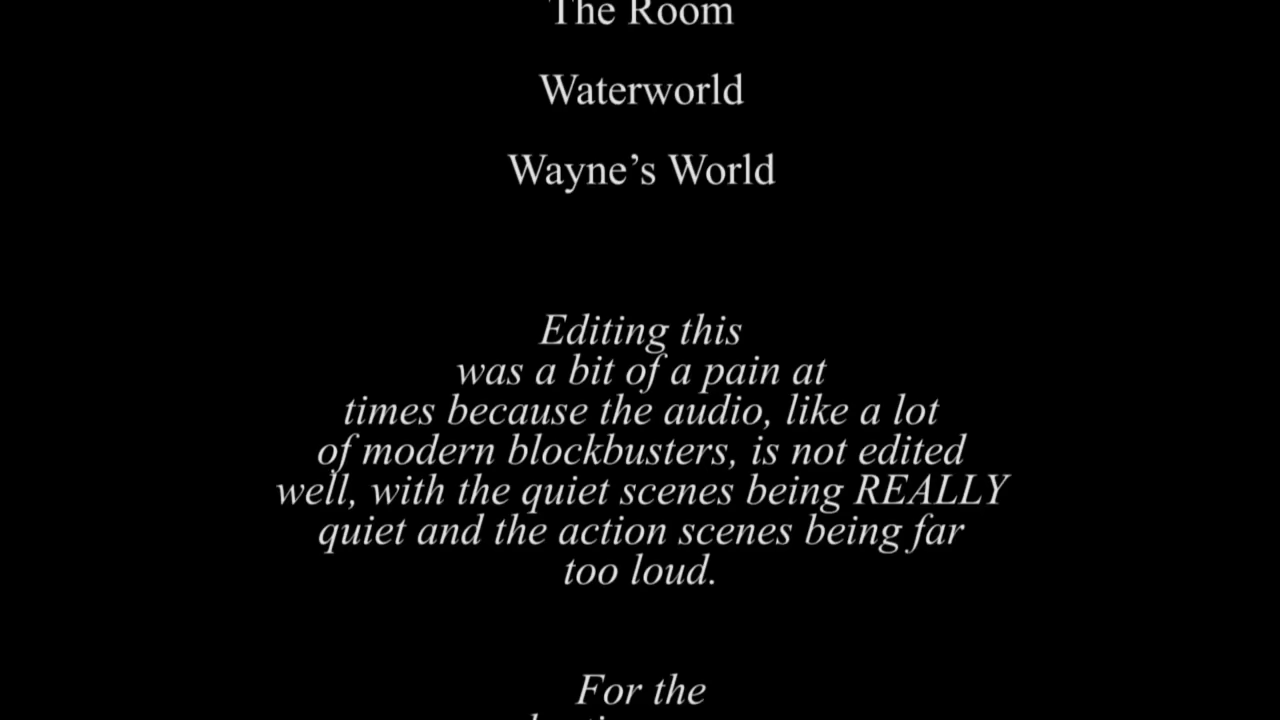 The Room
Waterworld
Wayne’s World
Editing this
was a bit of a pain at
times because the audio, like a lot
of modern blockbusters, is not edited
well, with the quiet scenes being REALLY
quiet and the action scenes being far
too loud.
For the